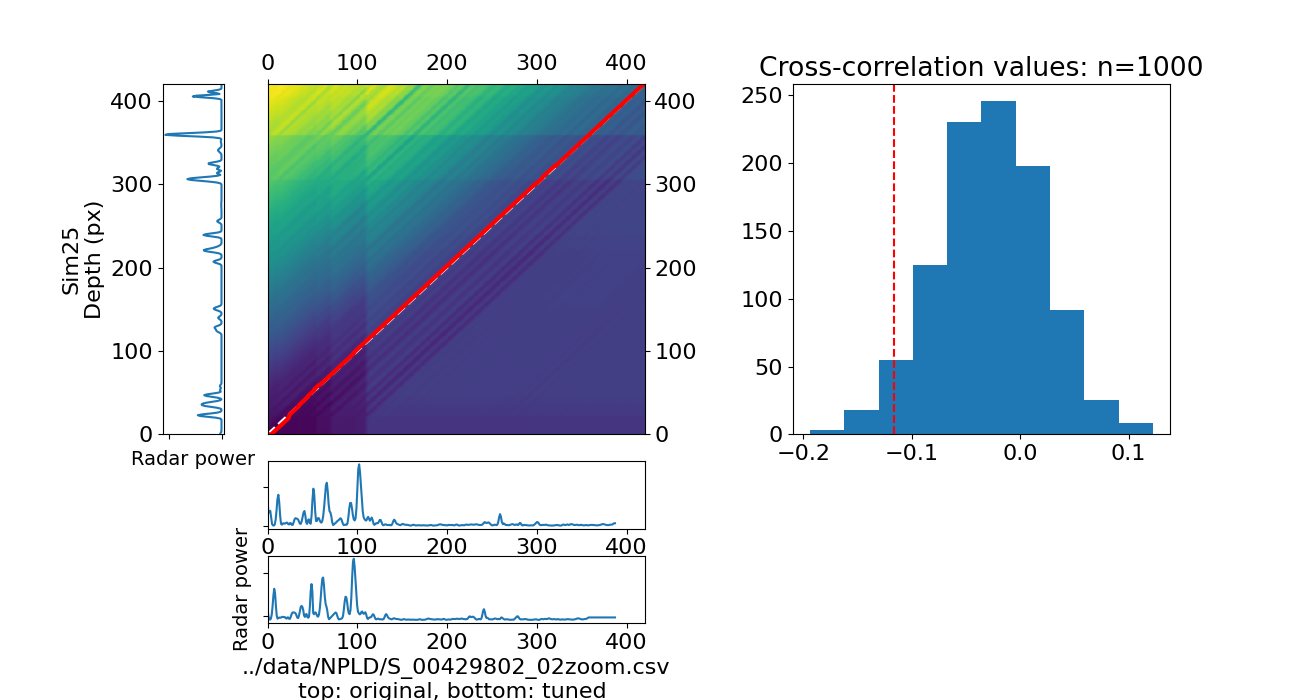 0 100 200 300 400
Cross-correlation values: n=1000
400
300
200
100
0
Sim25
Depth (px)
Radar power
400
300
200
100
0
250
200
150
100
50
0
−0.2 −0.1 0.0 0.1
0 100 200 300 400
Radar power
0 100 200 300 400
../data/NPLD/S_00429802_02zoom.csv
top: original, bottom: tuned